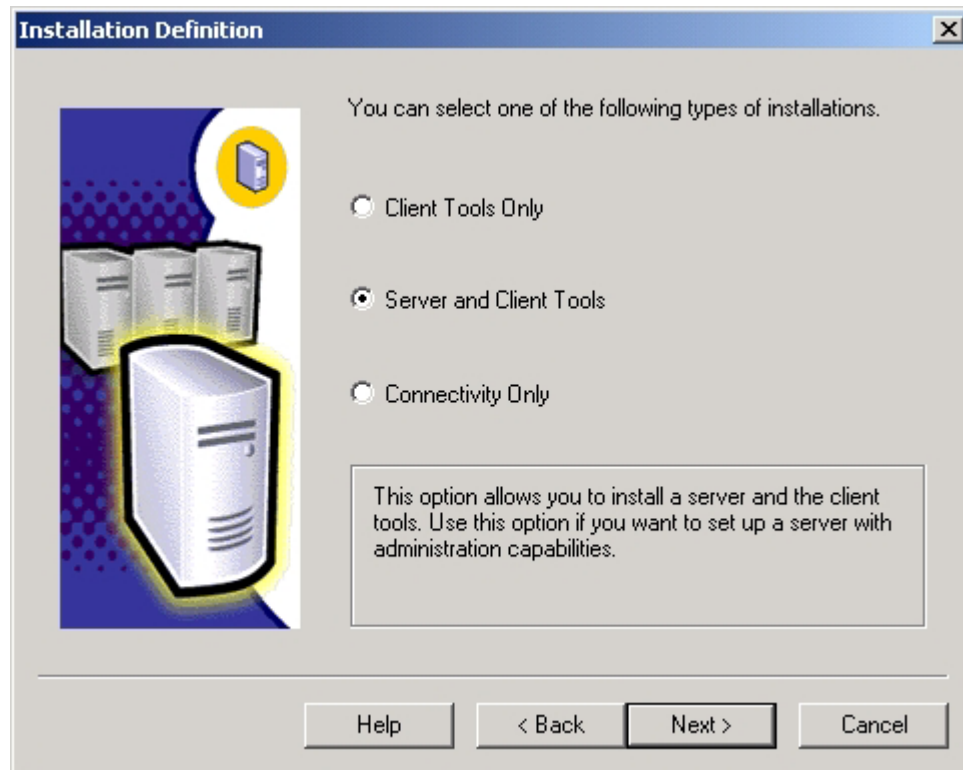 Installation Definition
You can select one of the following types of installations.
Client Tools Only
Server and Client Tools
Connectivity Only
This option allows you to install a server and the client
tools. Use this option if you want to set up a server with
administration capabilities.
Help
< Back
Next >
Cancel